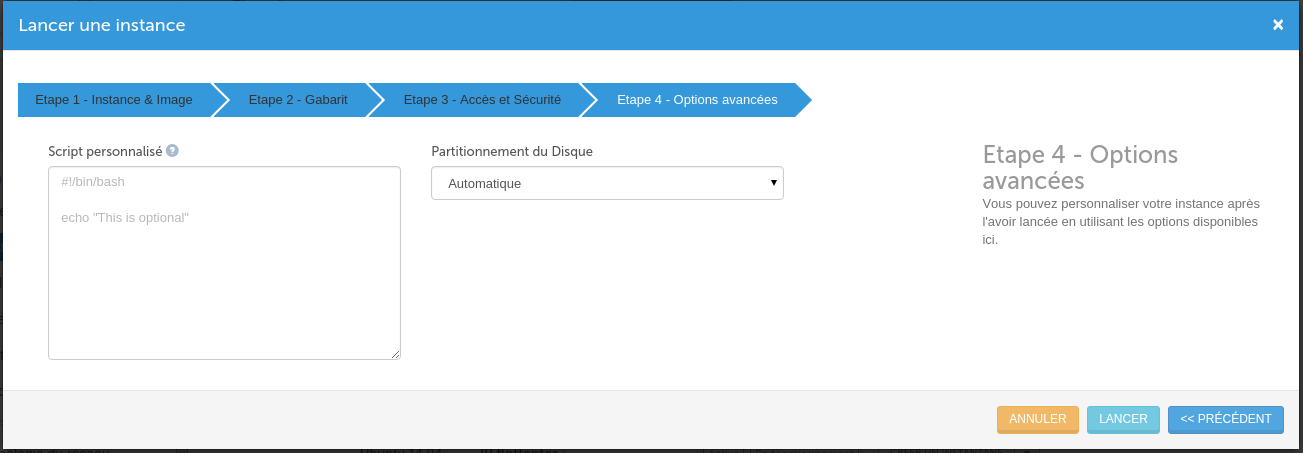 Lancer une instance ×
Etape 1 - Instance & Image Etape 2 - Gabarit Etape 3 - Accès et Sécurité Etape 4 - Options avancées
Script personnalisé ?
#!/bin/bash
echo "This is optional"
Partitionnement du Disque
Automatique
Etape 4 - Options
avancées
Vous pouvez personnaliser votre instance après
l'avoir lancée en utilisant les options disponibles
ici.
ANNULER LANCER << PRÉCÉDENT